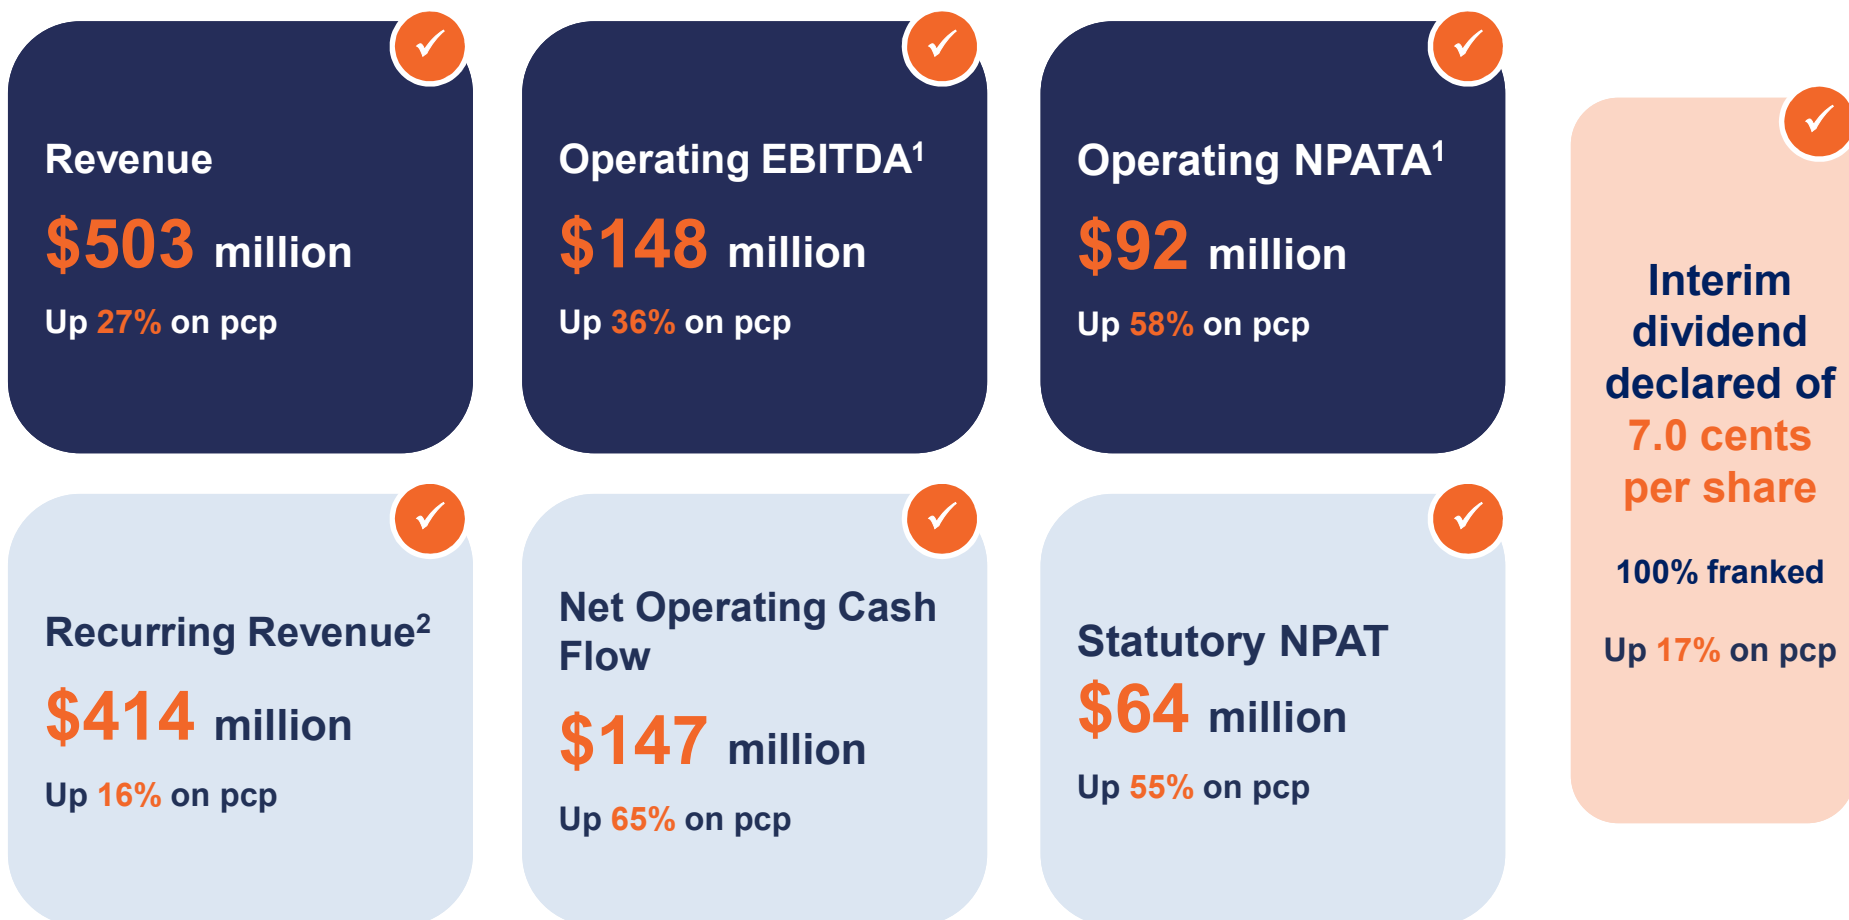 Revenue
$503 million
Up 27% on pcp
Operating EBITDA¹
$148 million
Up 36% on pcp
Operating NPATA¹
$92 million
Up 58% on pcp
Recurring Revenue²
$414 million
Up 16% on pcp
Net Operating Cash
Flow
$147 million
Up 65% on pcp
Statutory NPAT
$64 million
Up 55% on pcp
Interim
dividend
declared of
7.0 cents
per share
100% franked
Up 17% on pcp